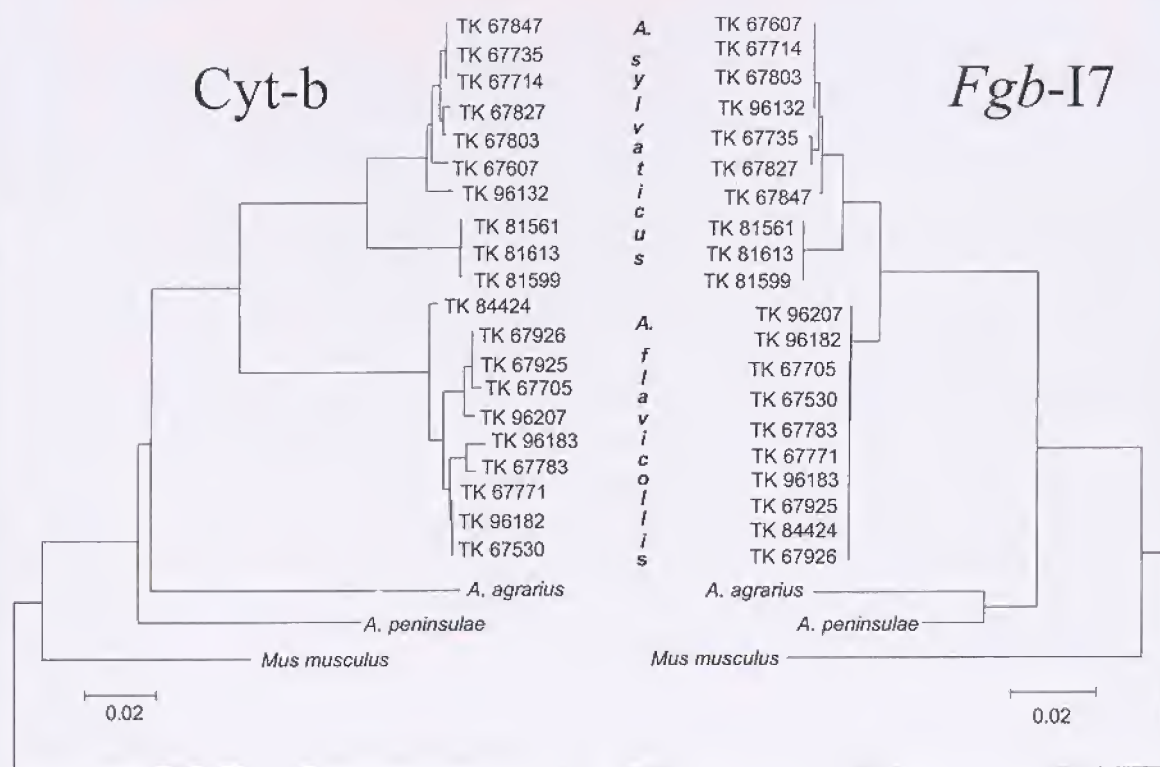 Cyt-b
TK 67847
TK 67735
TK 67714
TK 67827
TK 67803
TK 67607
TK 96132
TK 81561
TK 81613
TK 81599
TK 84424
TK 67926
TK 67925
TK 67705
TK 96207
TK 96183
TK 67783
TK 67771
TK 96182
TK 67530
A. agrarius
A. peninsulae
Mus musculus
0.02
A. sylvaticus
A. flavicollis
Fgb-I7
TK 67607
TK 67714
TK 67803
TK 96132
TK 67735
TK 67827
TK 67847
TK 81561
TK 81613
TK 81599
TK 96207
TK 96182
TK 67705
TK 67530
TK 67783
TK 67771
TK 96183
TK 67925
TK 84424
TK 67926
A. agrarius
A. peninsulae
Mus musculus
0.02